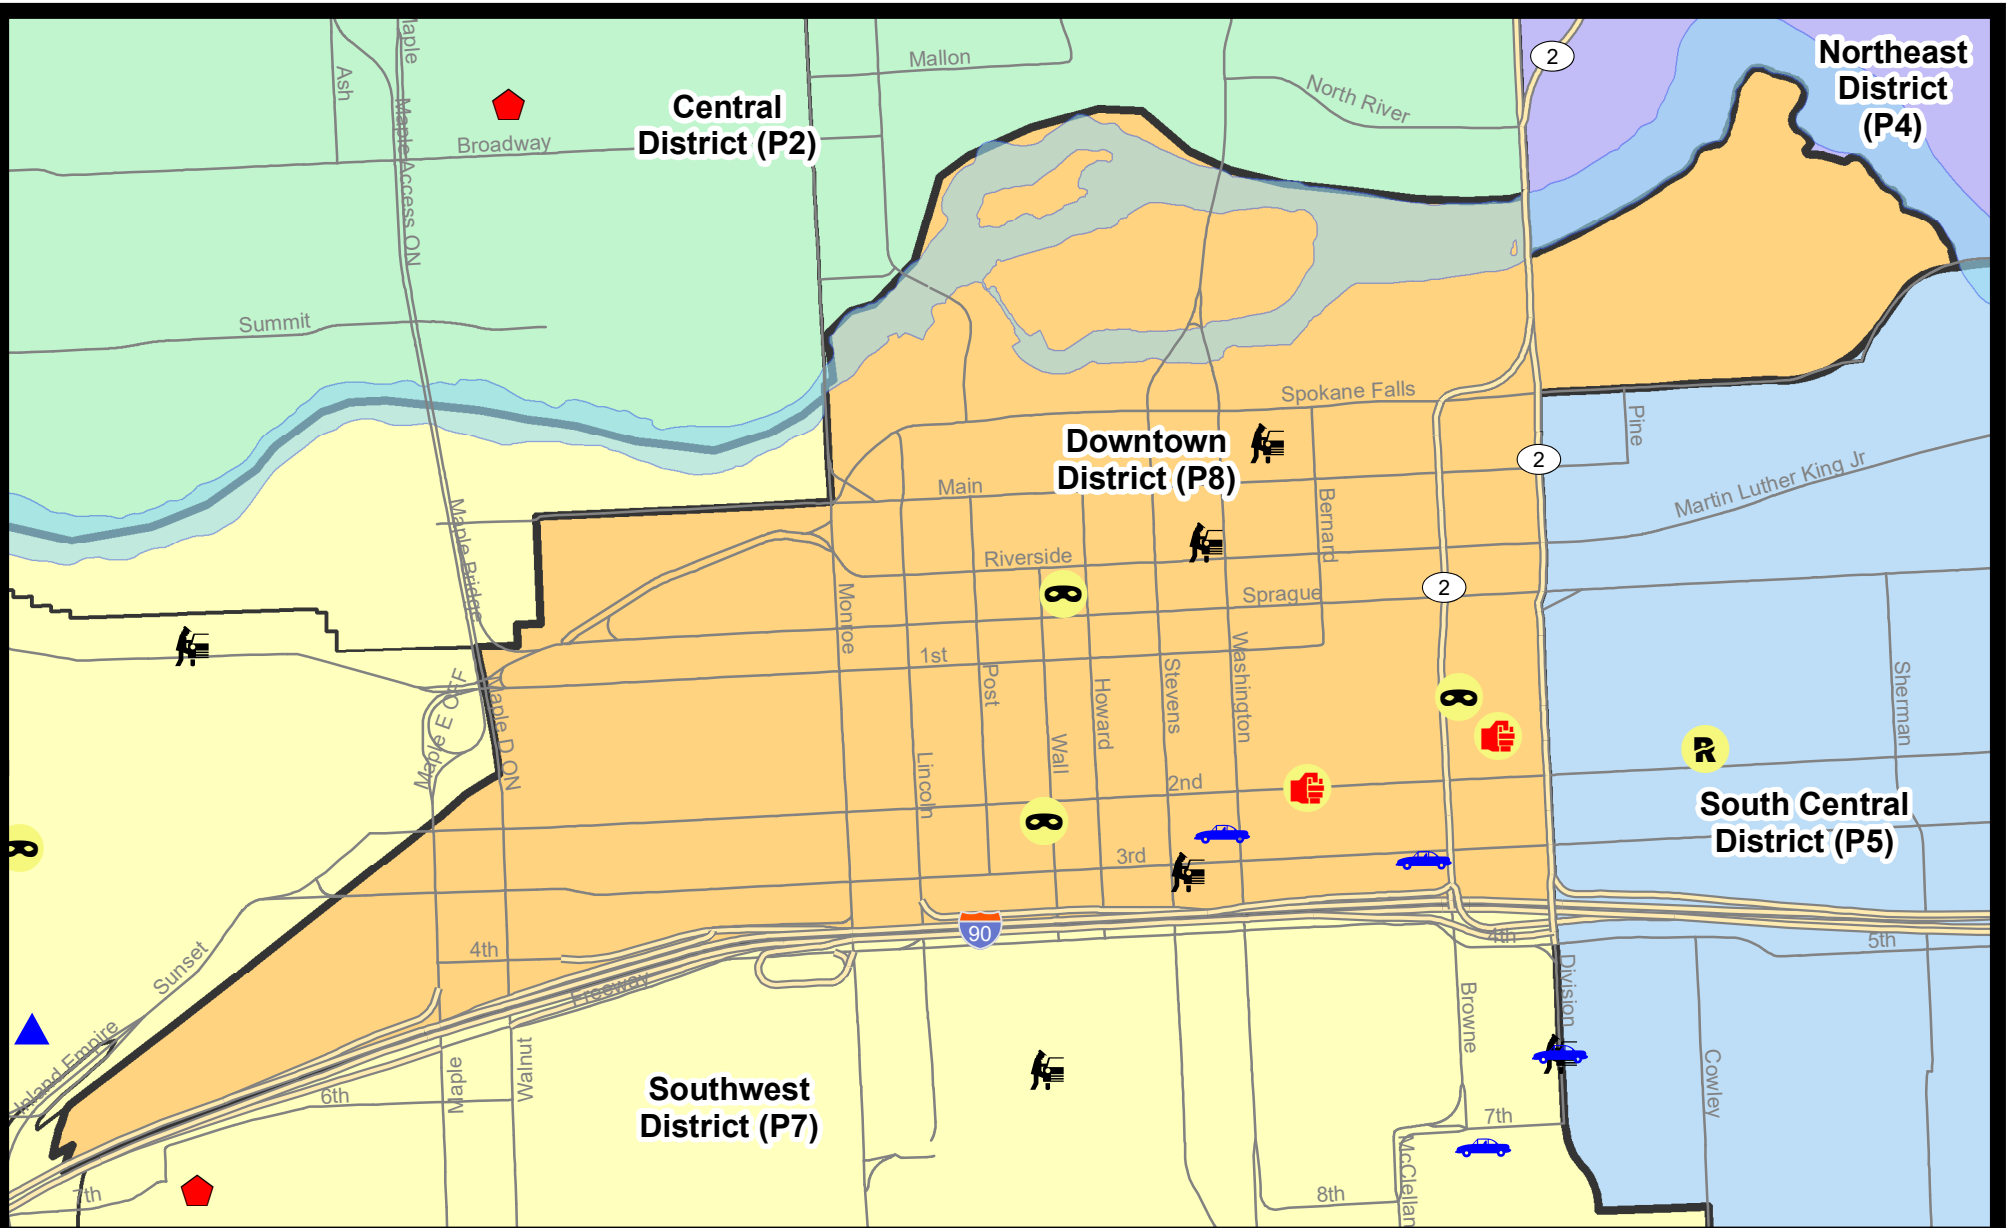 Maple
Ash
Maple Access ON
Mallon
2
North River
Northeast
District
(P4)
Central
District (P2)
Broadway
Summit
Spokane Falls
Pine
Downtown
District (P8)
2
Martin Luther King Jr
Main
Bernard
Maple Bridge
Riverside
2
Sprague
Monroe
1st
Post
Howard
Stevens
Washington
Sherman
Maple E OFF
Maple D ON
Wall
Lincoln
2nd
R
South Central
District (P5)
3rd
90
4th
4th
5th
Sunset
Freeway
Division
Browne
Inland Empire
Walnut
Maple
Cowley
6th
Southwest
District (P7)
7th
McClellan
7th
8th